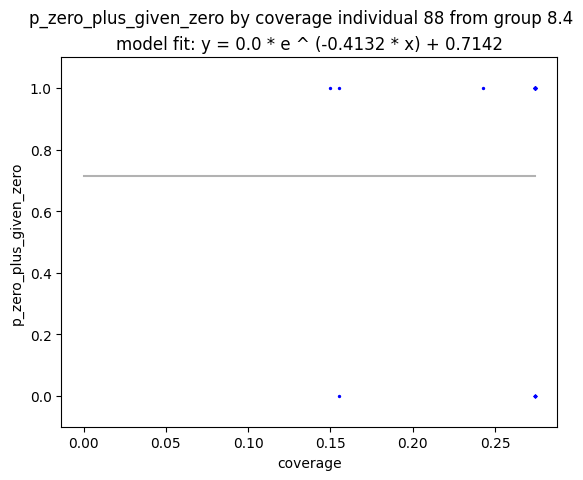 p_zero_plus_given_zero by coverage individual 88 from group 8.4
model fit: y = 0.0 * e ^ (-0.4132 * x) + 0.7142
p_zero_plus_given_zero
1.0
0.8
0.6
0.4
0.2
0.0
0.00 0.05 0.10 0.15 0.20 0.25
coverage